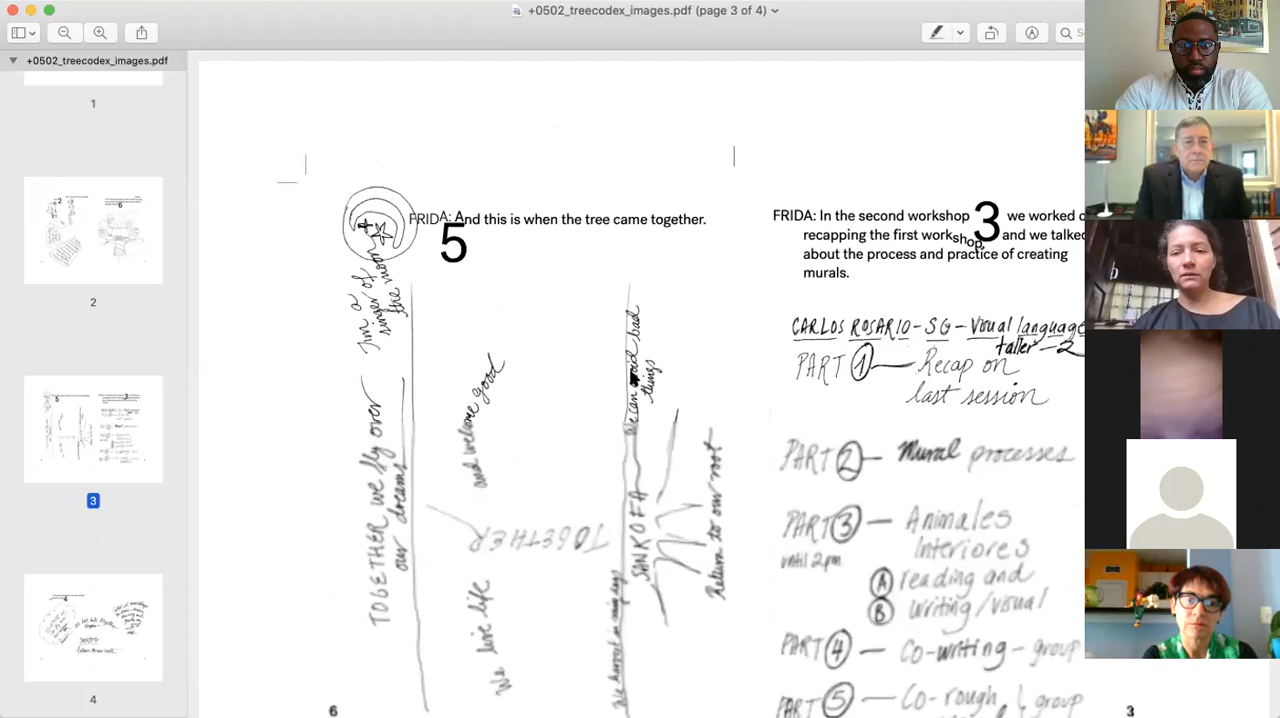 +0502_treecodex_images.pdf (page 3 of 4)
+0502_treecodex_images.pdf
1
2
3
4
FRIDA: And this is when the tree came together.
5
I'm a
singer of
the moon
TOGETHER we fly over
our dreams
and welcome good
We live life
TOGETHER
We can avoid bad
things
SANKOFA
Return to our root
6
FRIDA: In the second workshop 3 we worked
recapping the first workshop, and we talked
about the process and practice of creating
murals.
CARLOS ROSARIO - SG - Visual language
taller - 2
PART 1 — Recap on
last session
PART 2 — Mural processes
PART 3 — Animales
Interiores
until 2pm
A reading and
B writing/visual
PART 4 — Co-writing - group
PART 5 — Co-rough, group
3